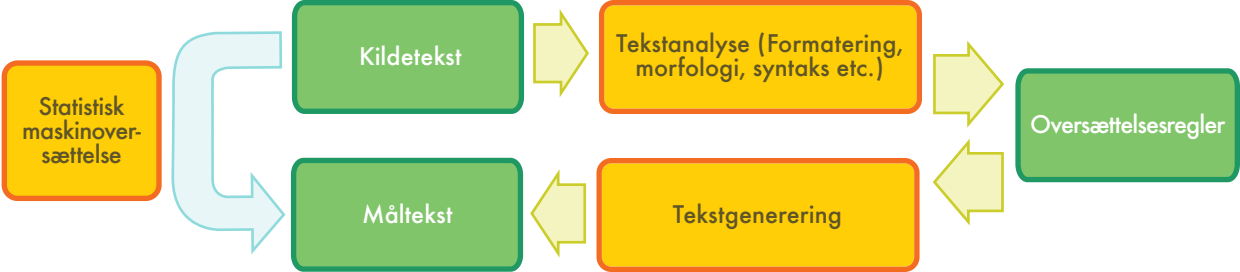 Statistisk
maskinover-
sættelse
Kildetekst
Tekstanalyse (Formatering,
morfologi, syntaks etc.)
Oversættelsesregler
Tekstgenerering
Måltekst